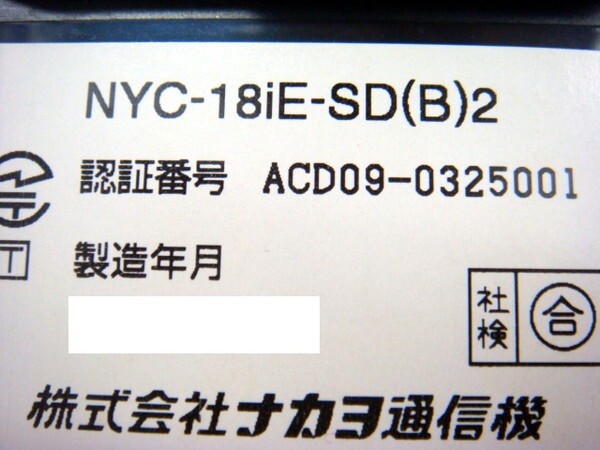 NYC-18iE-SD(B)2
認証番号 ACD09-0325001
T 製造年月
社検 合
株式会社ナカヨ通信機